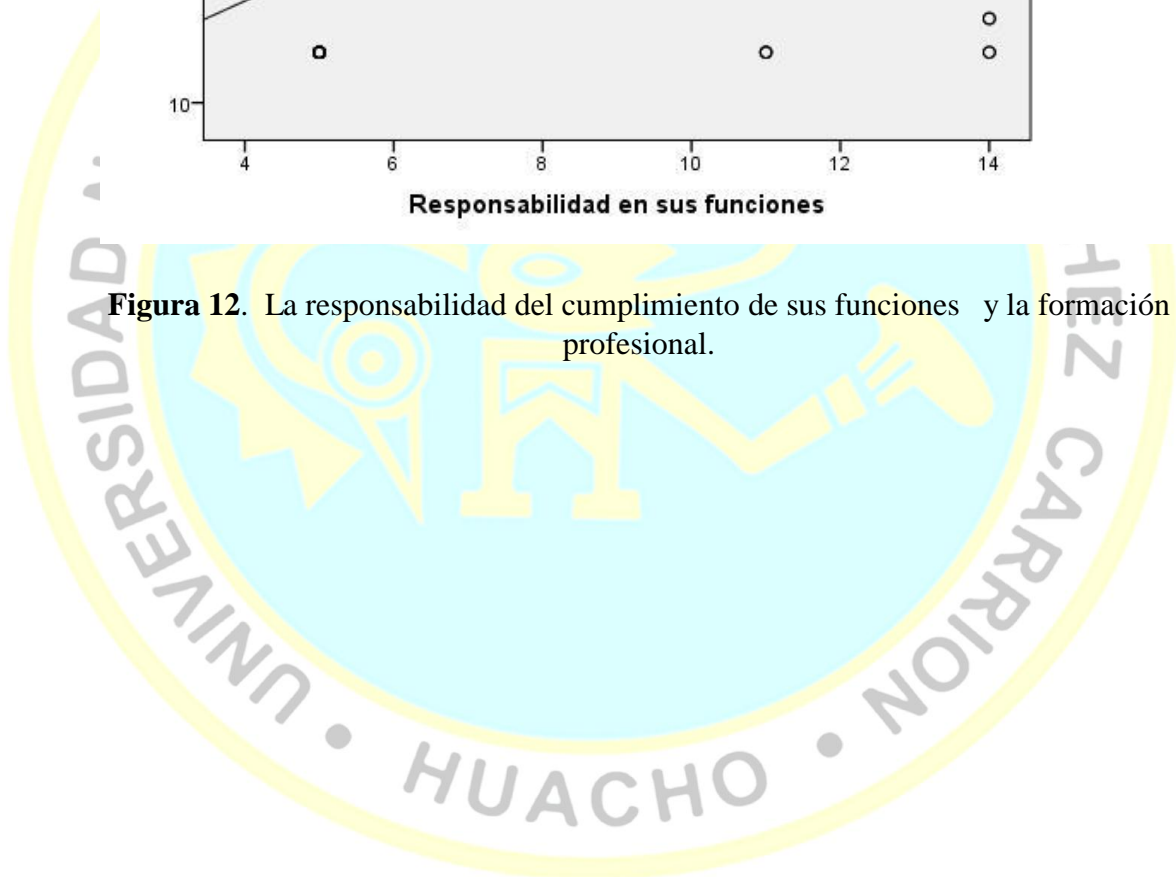 10
4 6 8 10 12 14
Responsabilidad en sus funciones
Figura 12. La responsabilidad del cumplimiento de sus funciones y la formación
profesional.
UNIVERSIDAD
HEZ CARRION
HUACHO